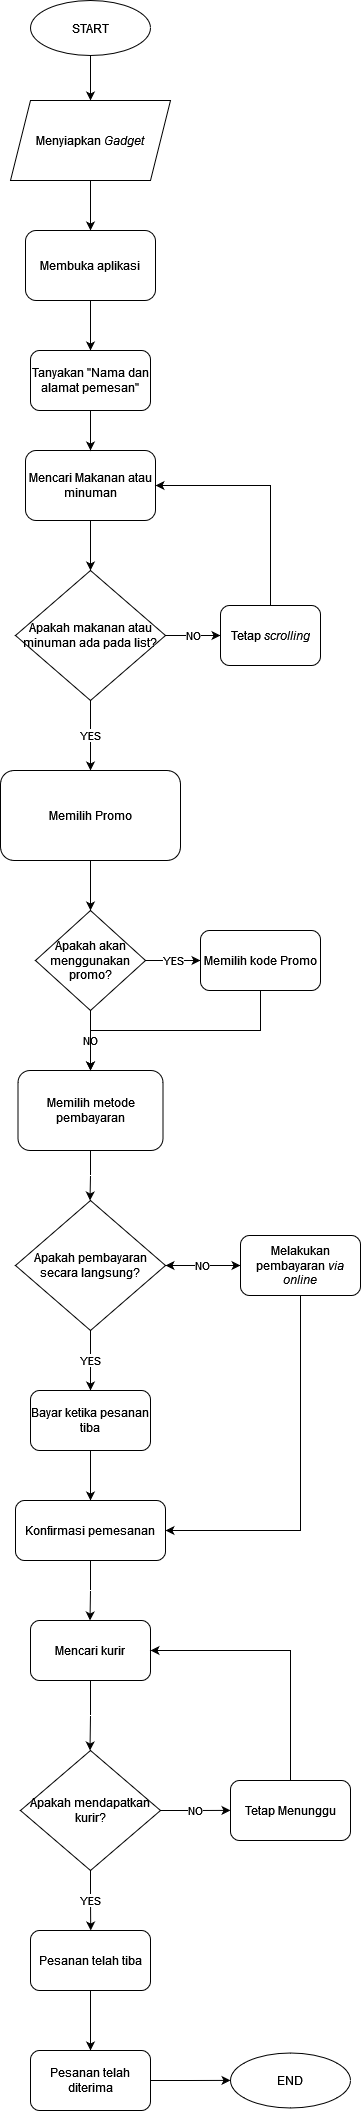 START
Menyiapkan Gadget
Membuka aplikasi
Tanyakan "Nama dan
alamat pemesan"
Mencari Makanan atau
minuman
Apakah makanan atau
minuman ada pada list?
NO
Tetap scrolling
YES
Memilih Promo
Apakah akan
menggunakan
promo?
YES
Memilih kode Promo
NO
Memilih metode
pembayaran
Apakah pembayaran
secara langsung?
NO
Melakukan
pembayaran via
online
YES
Bayar ketika pesanan
tiba
Konfirmasi pemesanan
Mencari kurir
Apakah mendapatkan
kurir?
NO
Tetap Menunggu
YES
Pesanan telah tiba
Pesanan telah
diterima
END